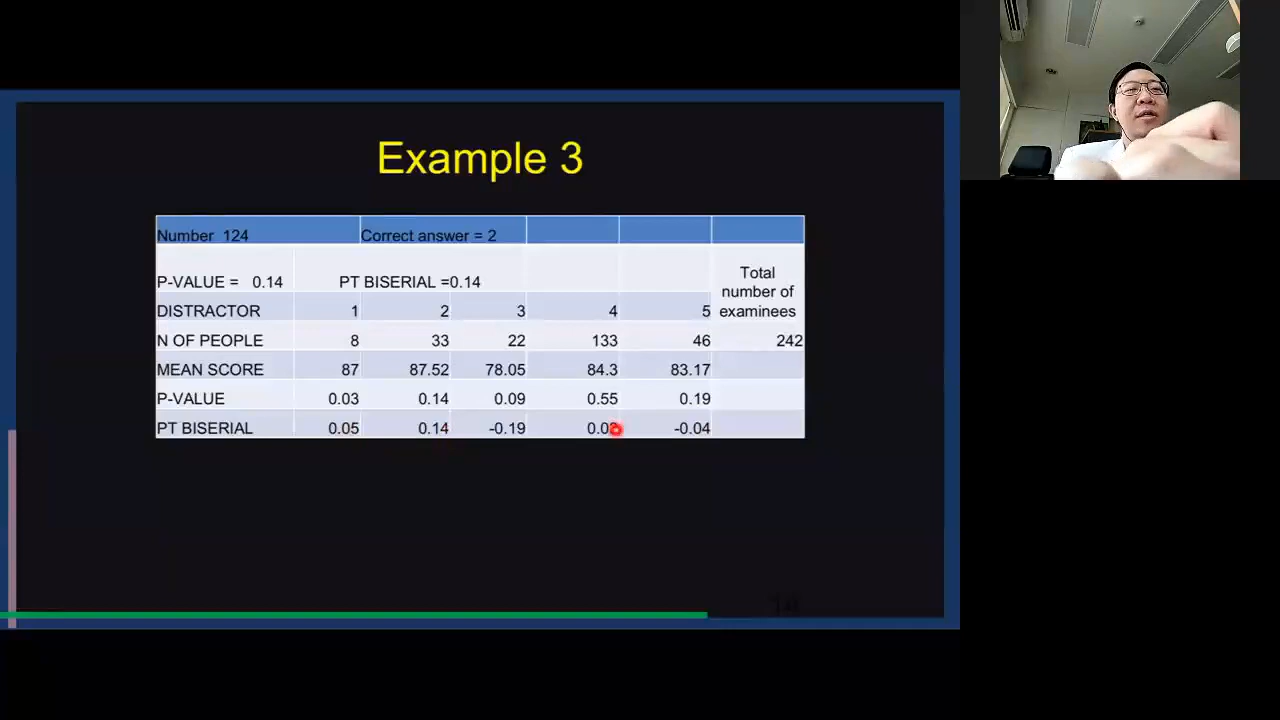 Example 3
Number 124 Correct answer = 2
P-VALUE = 0.14 PT BISERIAL =0.14 Total number of examinees
DISTRACTOR 1 2 3 4 5
N OF PEOPLE 8 33 22 133 46 242
MEAN SCORE 87 87.52 78.05 84.3 83.17
P-VALUE 0.03 0.14 0.09 0.55 0.19
PT BISERIAL 0.05 0.14 -0.19 -0.04
14